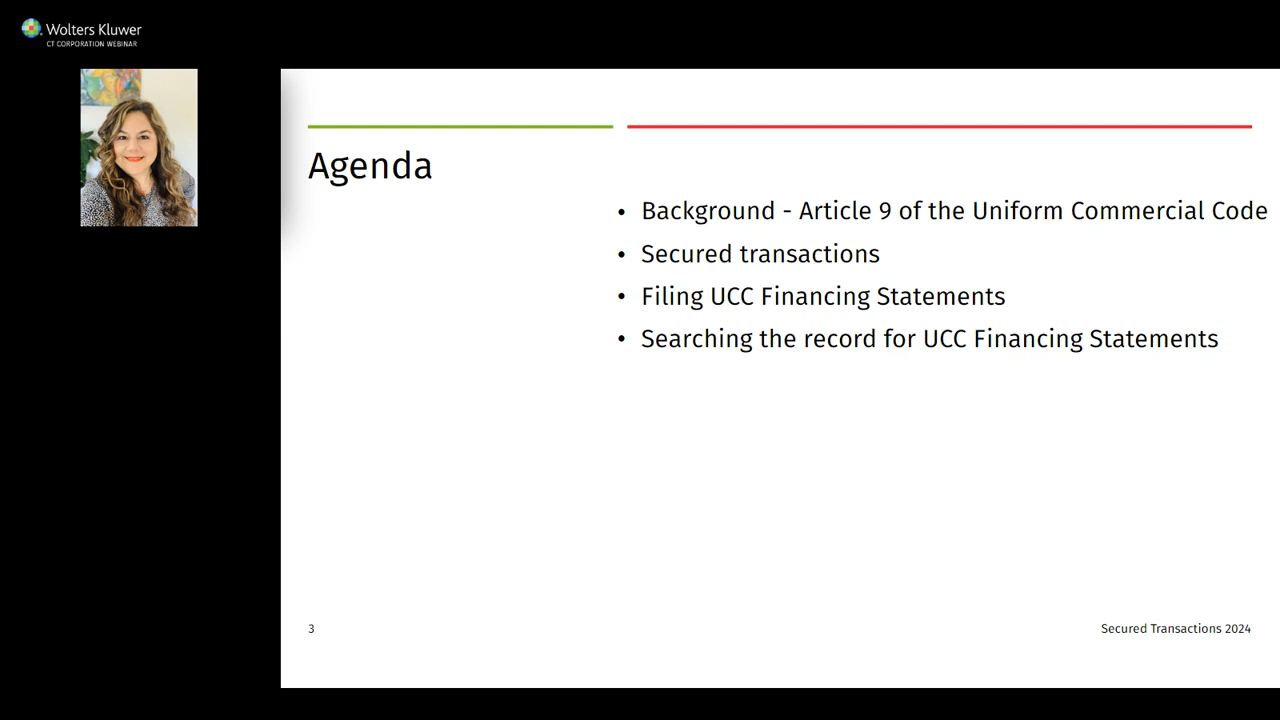 Wolters Kluwer
CT CORPORATION WEBINAR
Agenda
• Background - Article 9 of the Uniform Commercial Code
• Secured transactions
• Filing UCC Financing Statements
• Searching the record for UCC Financing Statements
3
Secured Transactions 2024